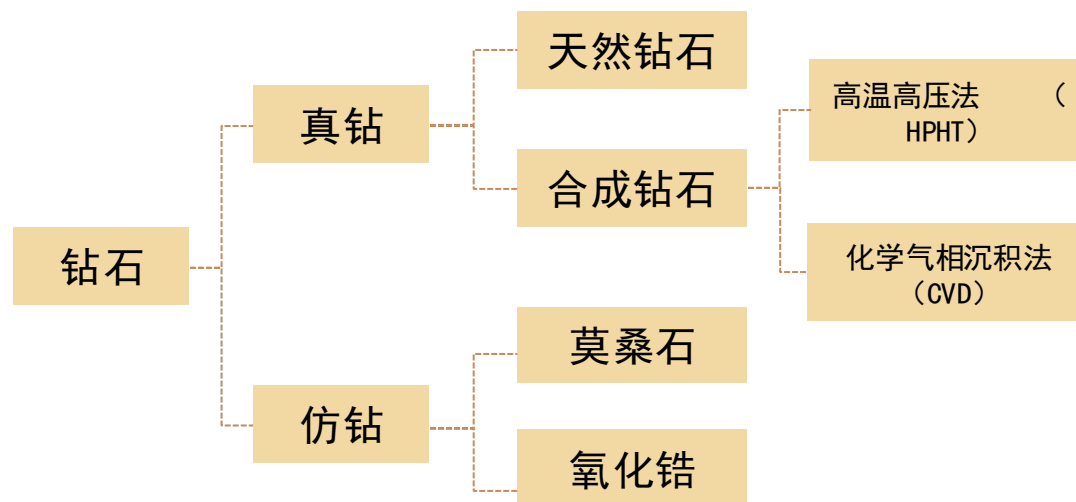 天然钻石
真钻
高温高压法 （
HPHT）
合成钻石
钻石
化学气相沉积法
（CVD）
莫桑石
仿钻
氧化锆